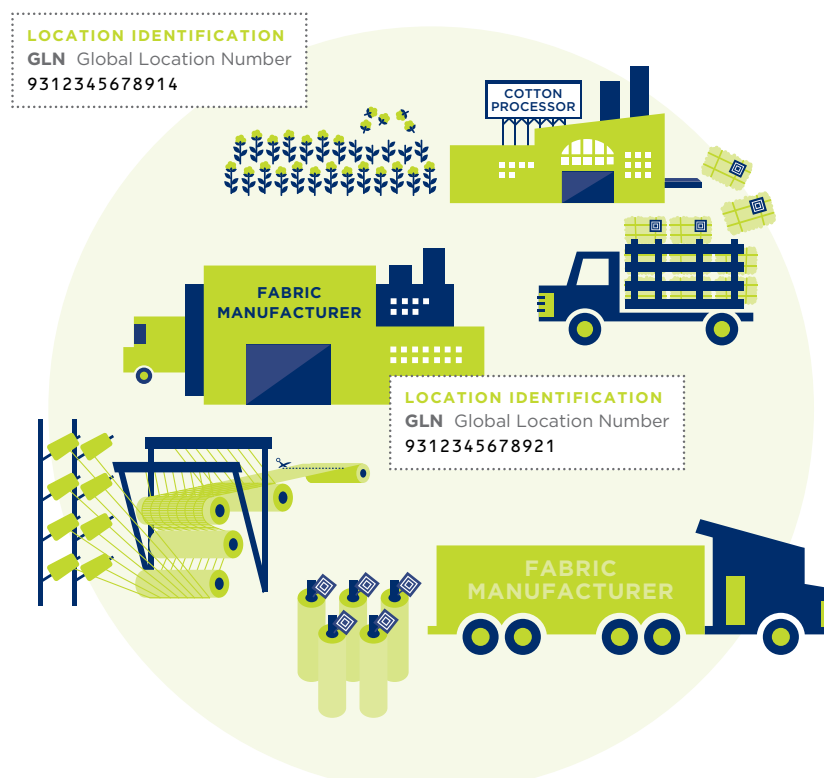 LOCATION IDENTIFICATION
GLN Global Location Number
9312345678914
COTTON
PROCESSOR
FABRIC
MANUFACTURER
LOCATION IDENTIFICATION
GLN Global Location Number
9312345678921
FABRIC
MANUFACTURER